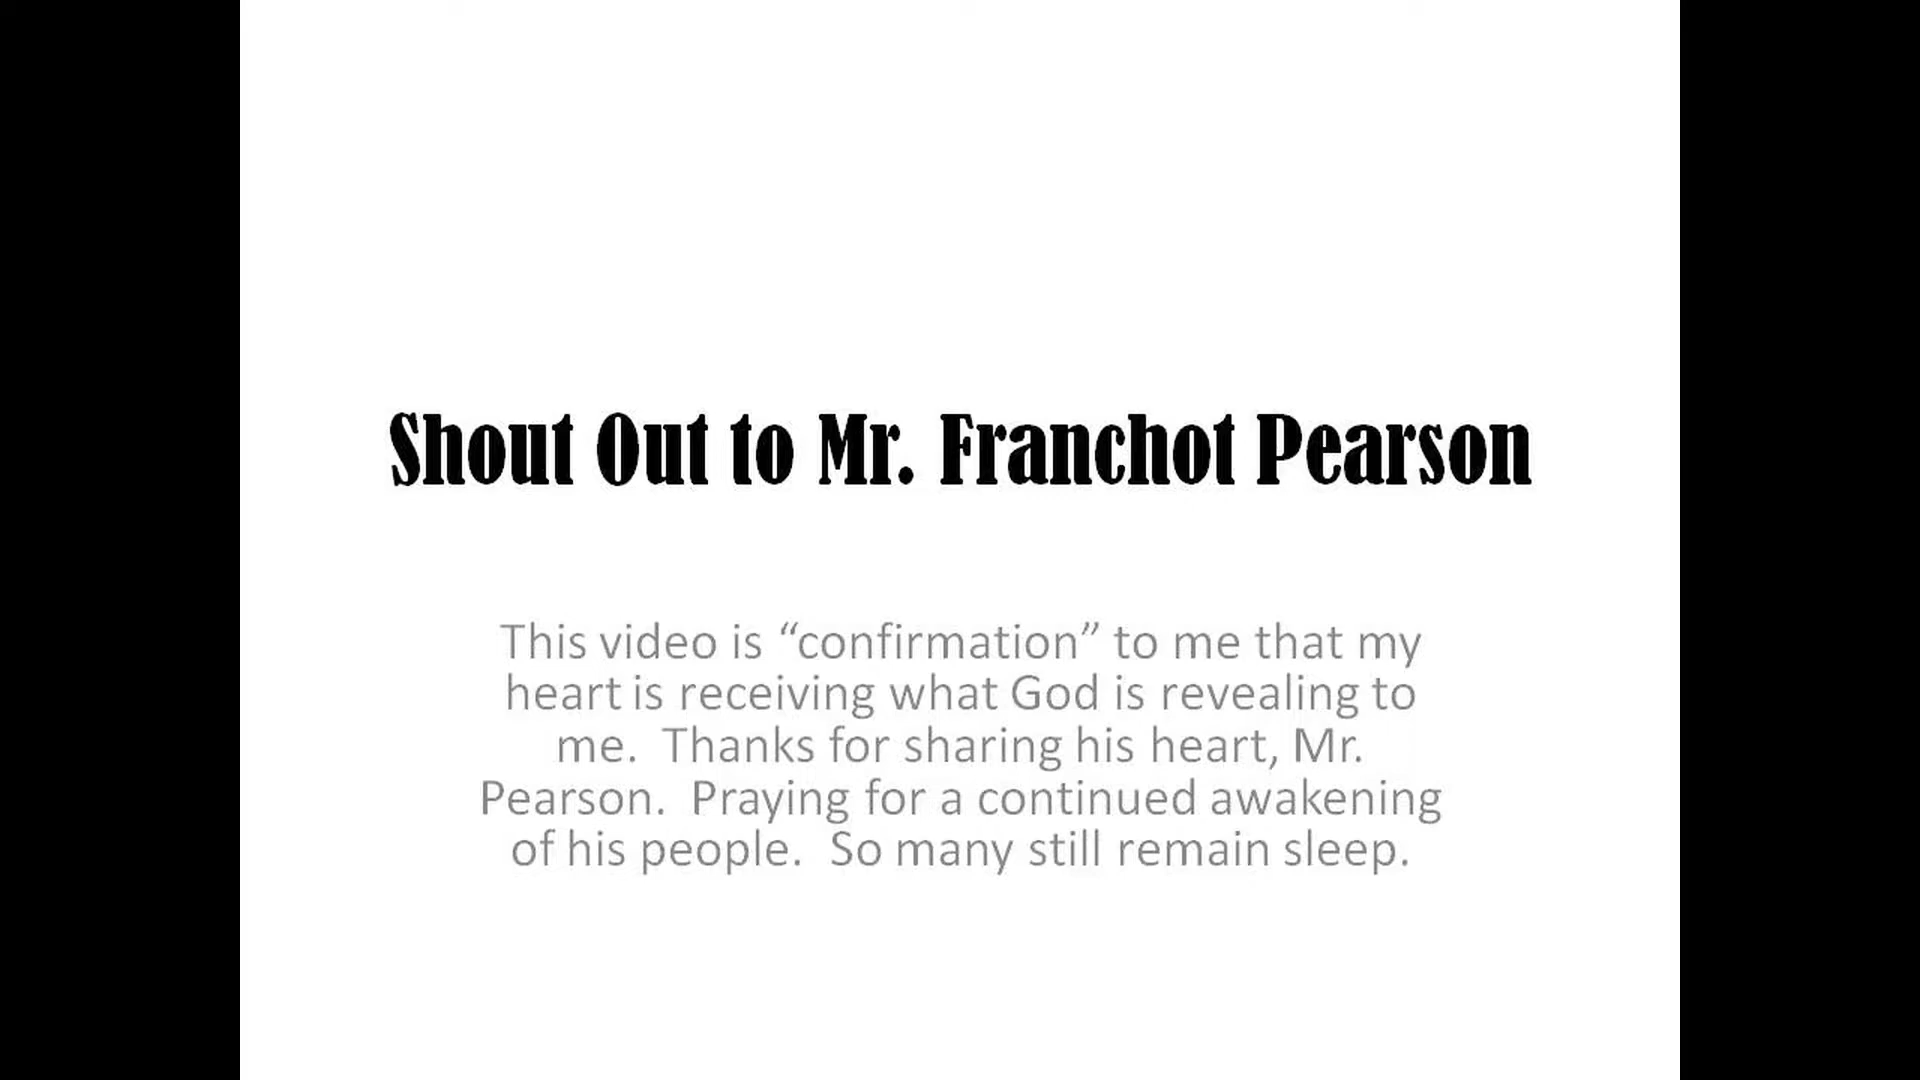 Shout Out to Mr. Franchot Pearson
This video is “confirmation” to me that my
heart is receiving what God is revealing to
me.  Thanks for sharing his heart, Mr.
Pearson.  Praying for a continued awakening
of his people.  So many still remain sleep.